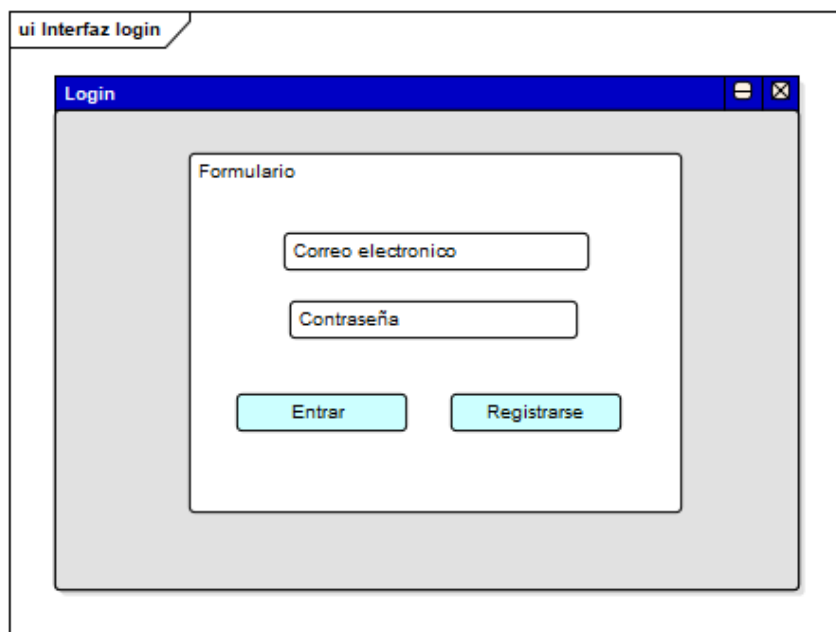 ui Interfaz login
Login
Formulario
Correo electronico
Contraseña
Entrar
Registrarse